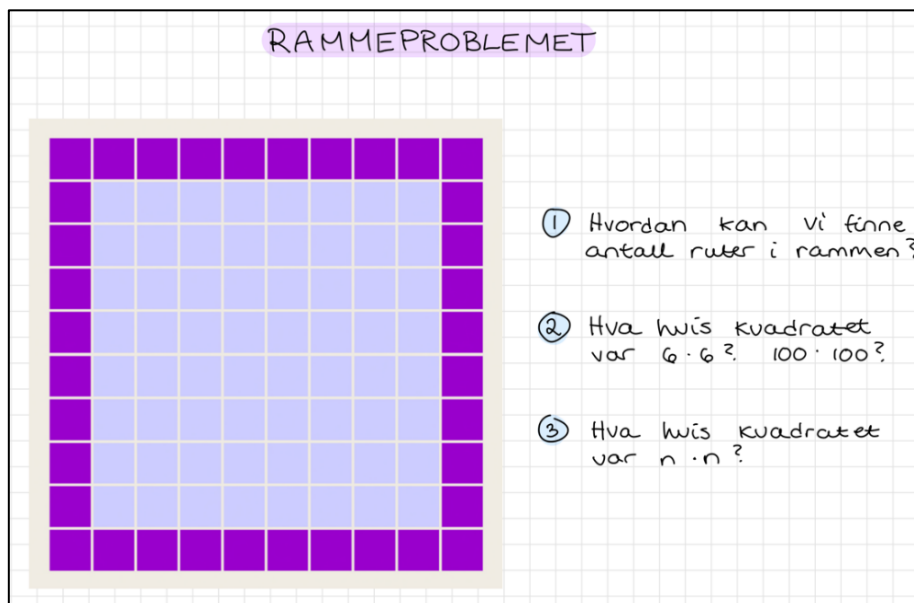 RAMMEPROBLEMET
1 Hvordan kan vi finne
antall ruter i rammen?
2 Hva hvis kvadratet
var 6·6? 100·100?
3 Hva hvis kvadratet
var n·n?